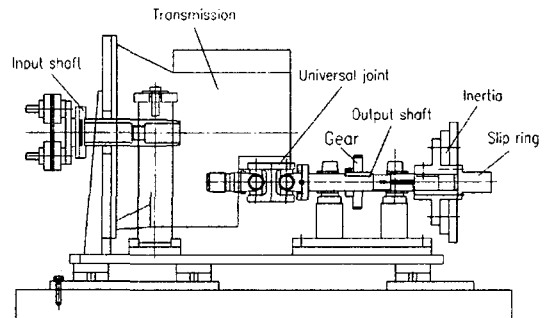 Transmission
Input shaft
Universal joint
Inertia
Output shaft
Gear
Slip ring